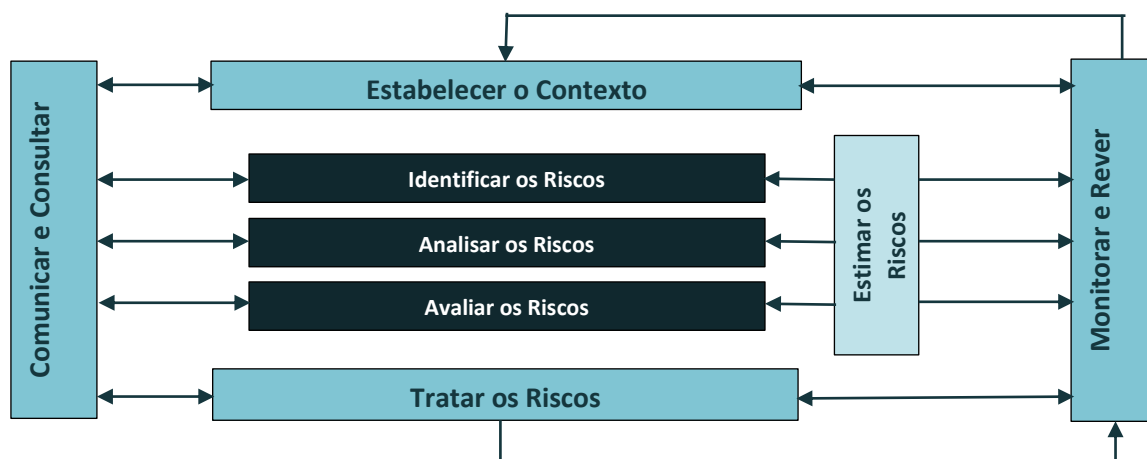 Comunicar e Consultar
Estabelecer o Contexto
Identificar os Riscos
Analisar os Riscos
Avaliar os Riscos
Tratar os Riscos
Estimar os
Riscos
Monitorar e Rever